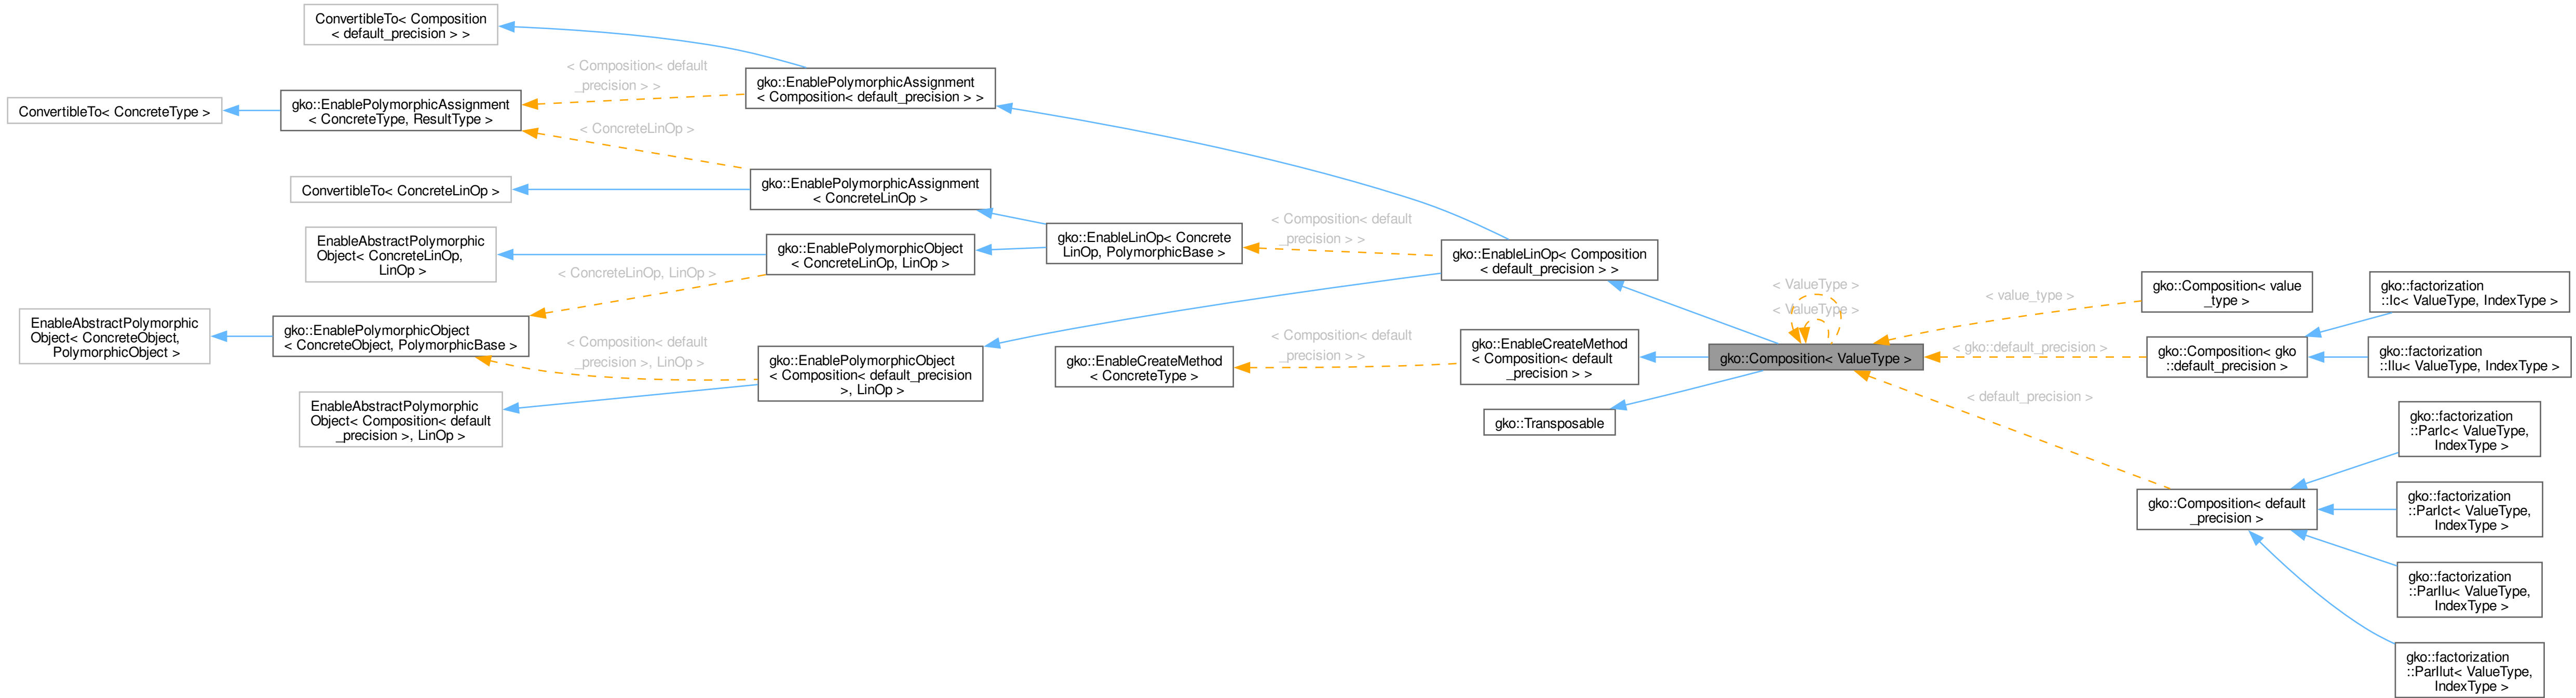 ConvertibleTo< Composition
< default_precision > >
ConvertibleTo< ConcreteType >
gko::EnablePolymorphicAssignment
< ConcreteType, ResultType >
< Composition< default
_precision > >
< ConcreteLinOp >
gko::EnablePolymorphicAssignment
< Composition< default_precision > >
ConvertibleTo< ConcreteLinOp >
gko::EnablePolymorphicAssignment
< ConcreteLinOp >
EnableAbstractPolymorphic
Object< ConcreteLinOp,
LinOp >
gko::EnablePolymorphicObject
< ConcreteLinOp, LinOp >
gko::EnableLinOp< Concrete
LinOp, PolymorphicBase >
< Composition< default
_precision > >
gko::EnableLinOp< Composition
< default_precision > >
< ConcreteLinOp, LinOp >
EnableAbstractPolymorphic
Object< ConcreteObject,
PolymorphicObject >
gko::EnablePolymorphicObject
< ConcreteObject, PolymorphicBase >
< Composition< default
_precision >, LinOp >
gko::EnablePolymorphicObject
< Composition< default_precision
>, LinOp >
EnableAbstractPolymorphic
Object< Composition< default
_precision >, LinOp >
gko::EnableCreateMethod
< ConcreteType >
< Composition< default
_precision > >
gko::EnableCreateMethod
< Composition< default
_precision > >
gko::Transposable
< ValueType >
< ValueType >
gko::Composition< ValueType >
< value_type >
gko::Composition< value
_type >
< gko::default_precision >
gko::Composition< gko
::default_precision >
< default_precision >
gko::Composition< default
_precision >
gko::factorization
::Ic< ValueType, IndexType >
gko::factorization
::Ilu< ValueType, IndexType >
gko::factorization
::ParIc< ValueType,
IndexType >
gko::factorization
::ParIct< ValueType,
IndexType >
gko::factorization
::ParIlu< ValueType,
IndexType >
gko::factorization
::ParIlut< ValueType,
IndexType >